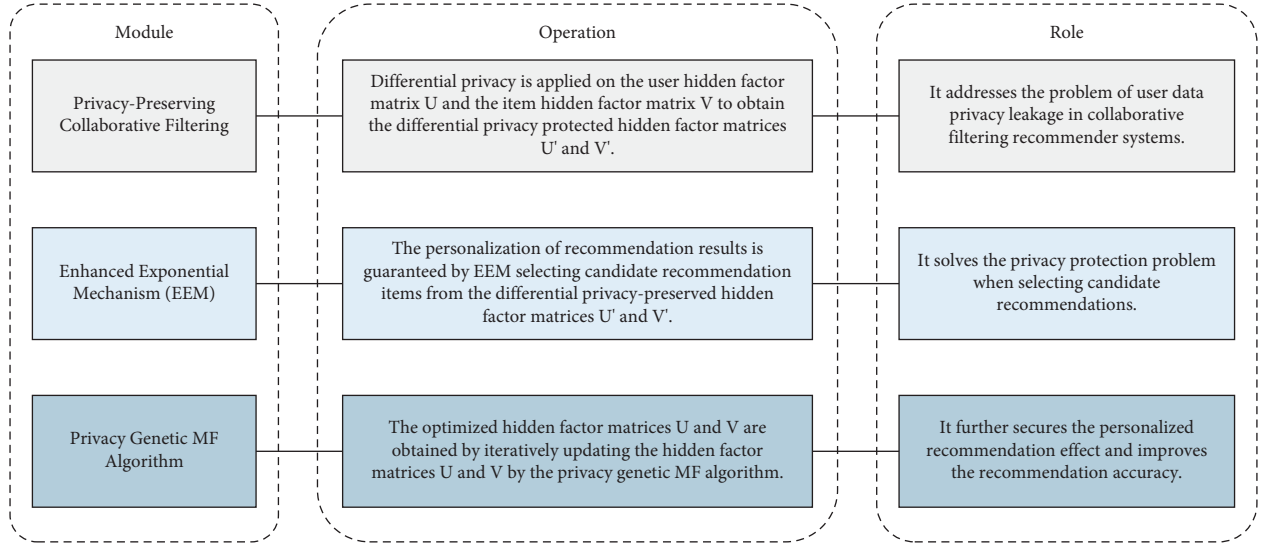 Module
Operation
Role
Privacy-Preserving
Collaborative Filtering
Differential privacy is applied on the user hidden factor
matrix U and the item hidden factor matrix V to obtain
the differential privacy protected hidden factor matrices
U' and V'.
It addresses the problem of user data
privacy leakage in collaborative
filtering recommender systems.
Enhanced Exponential
Mechanism (EEM)
The personalization of recommendation results is
guaranteed by EEM selecting candidate recommendation
items from the differential privacy-preserved hidden
factor matrices U' and V'.
It solves the privacy protection problem
when selecting candidate
recommendations.
Privacy Genetic MF
Algorithm
The optimized hidden factor matrices U and V are
obtained by iteratively updating the hidden factor
matrices U and V by the privacy genetic MF algorithm.
It further secures the personalized
recommendation effect and improves
the recommendation accuracy.